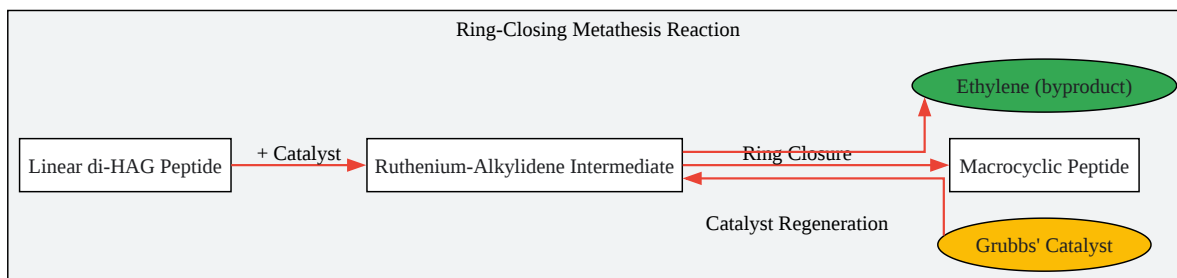 Ring-Closing Metathesis Reaction
Ethylene (byproduct)
Linear di-HAG Peptide
+ Catalyst
Ruthenium-Alkylidene Intermediate
Ring Closure
Macrocyclic Peptide
Catalyst Regeneration
Grubbs' Catalyst